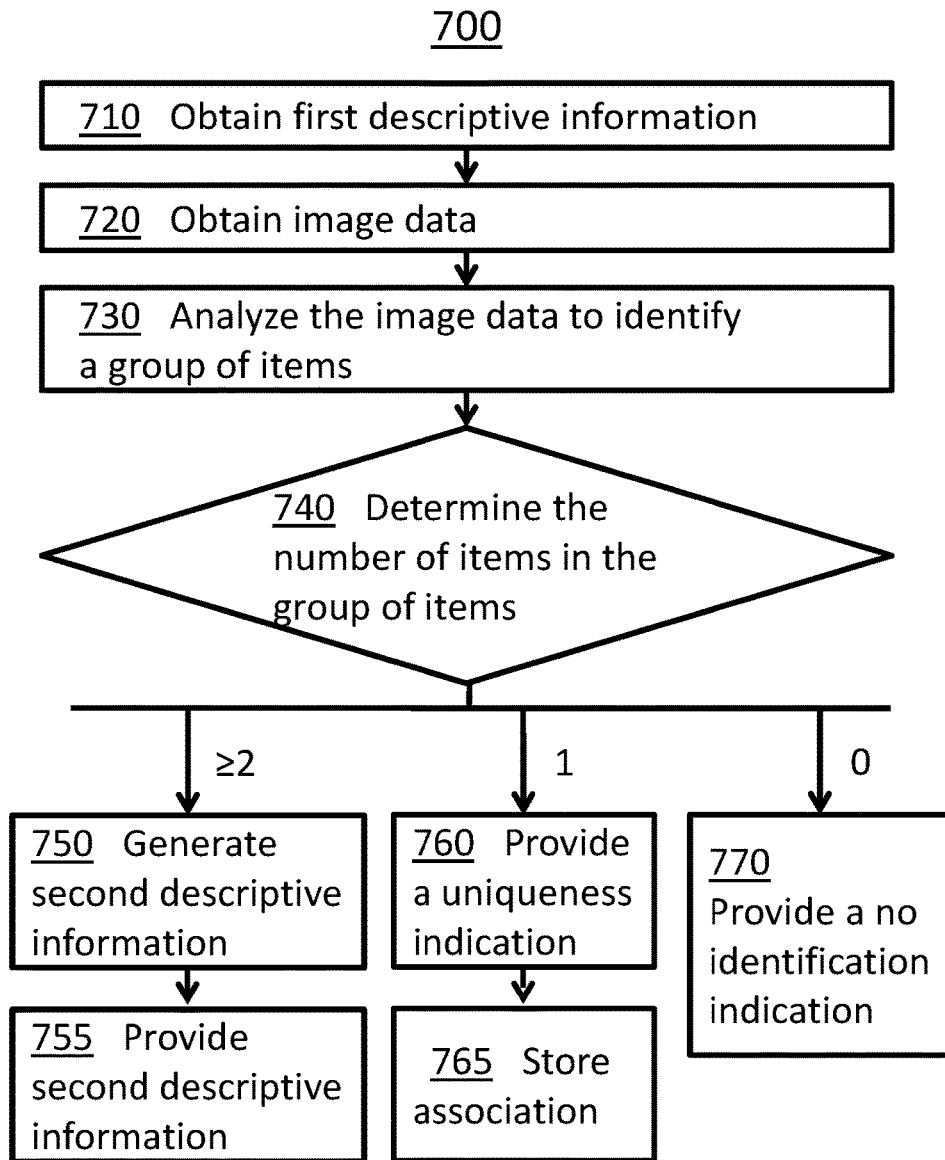 700
710 Obtain first descriptive information
720 Obtain image data
730 Analyze the image data to identify
a group of items
740 Determine the
number of items in the
group of items
≥2
1
0
750 Generate
second descriptive
information
760 Provide
a uniqueness
indication
770
Provide a no
identification
indication
755 Provide
second descriptive
information
765 Store
association